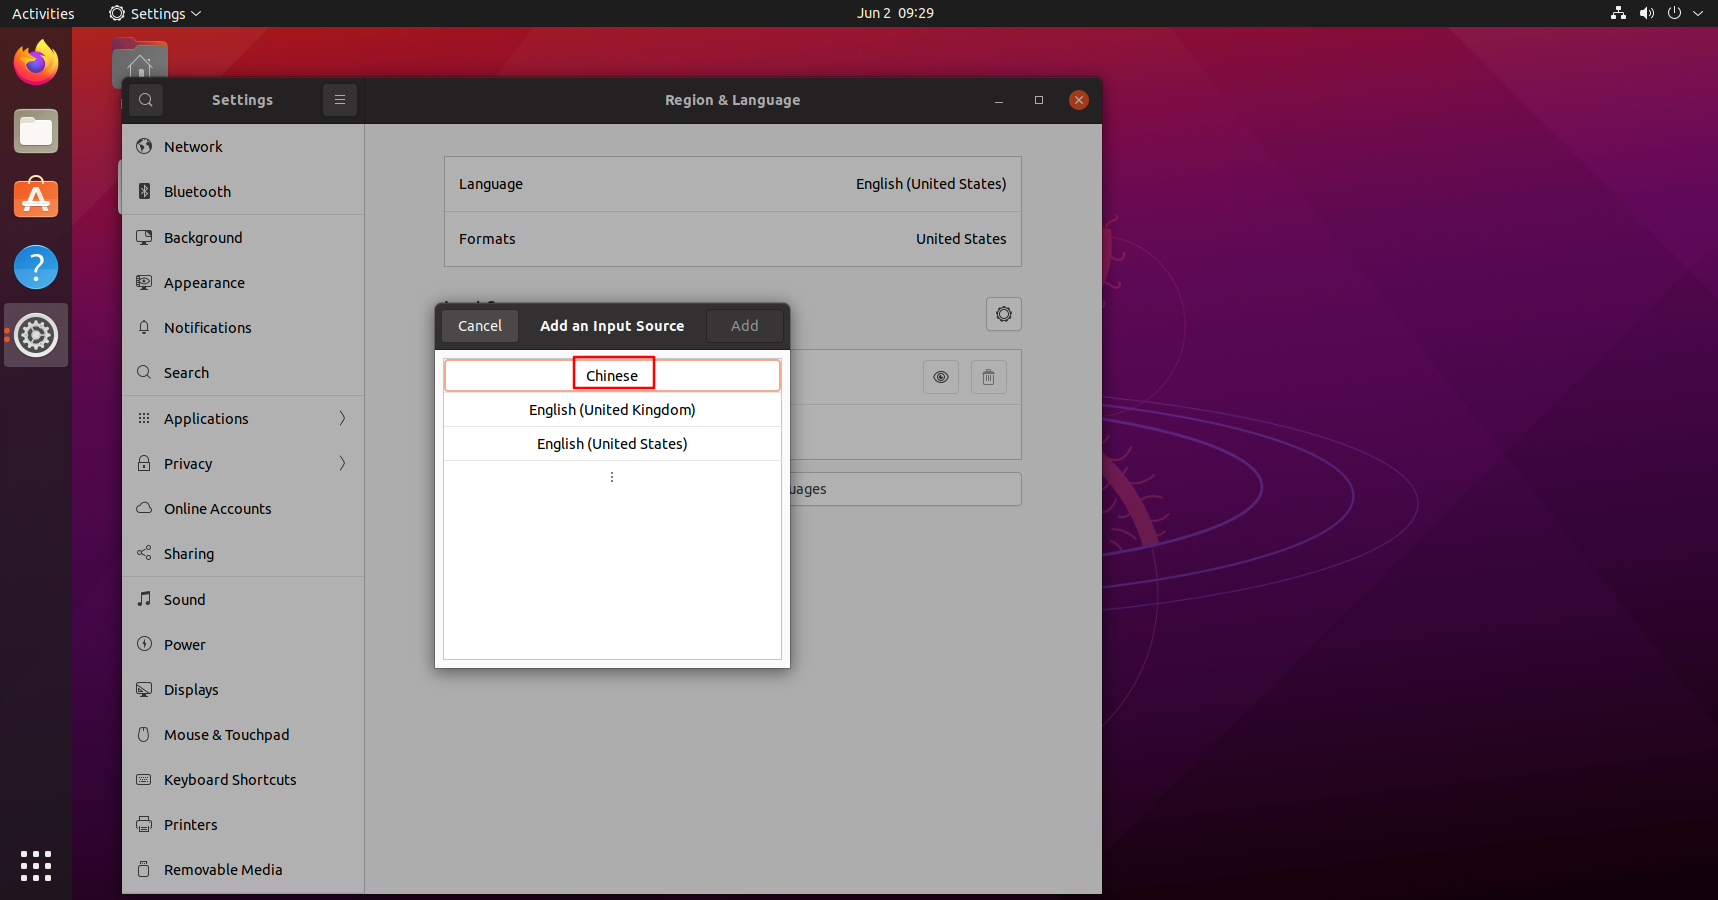 Activities
Settings
Jun 2 09:29
Settings
Region & Language
Network
Bluetooth
Background
Appearance
Notifications
Search
Applications
Privacy
Online Accounts
Sharing
Sound
Power
Displays
Mouse & Touchpad
Keyboard Shortcuts
Printers
Removable Media
Language
English (United States)
Formats
United States
Cancel
Add an Input Source
Add
Chinese
English (United Kingdom)
English (United States)
uages